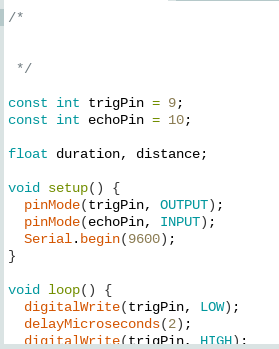 /*
*/
const int trigPin = 9;
const int echoPin = 10;
float duration, distance;
void setup() {
pinMode(trigPin, OUTPUT);
pinMode(echoPin, INPUT);
Serial.begin(9600);
}
void loop() {
digitalWrite(trigPin, LOW);
delayMicroseconds(2);
digitalWrite(trigPin, HIGH);